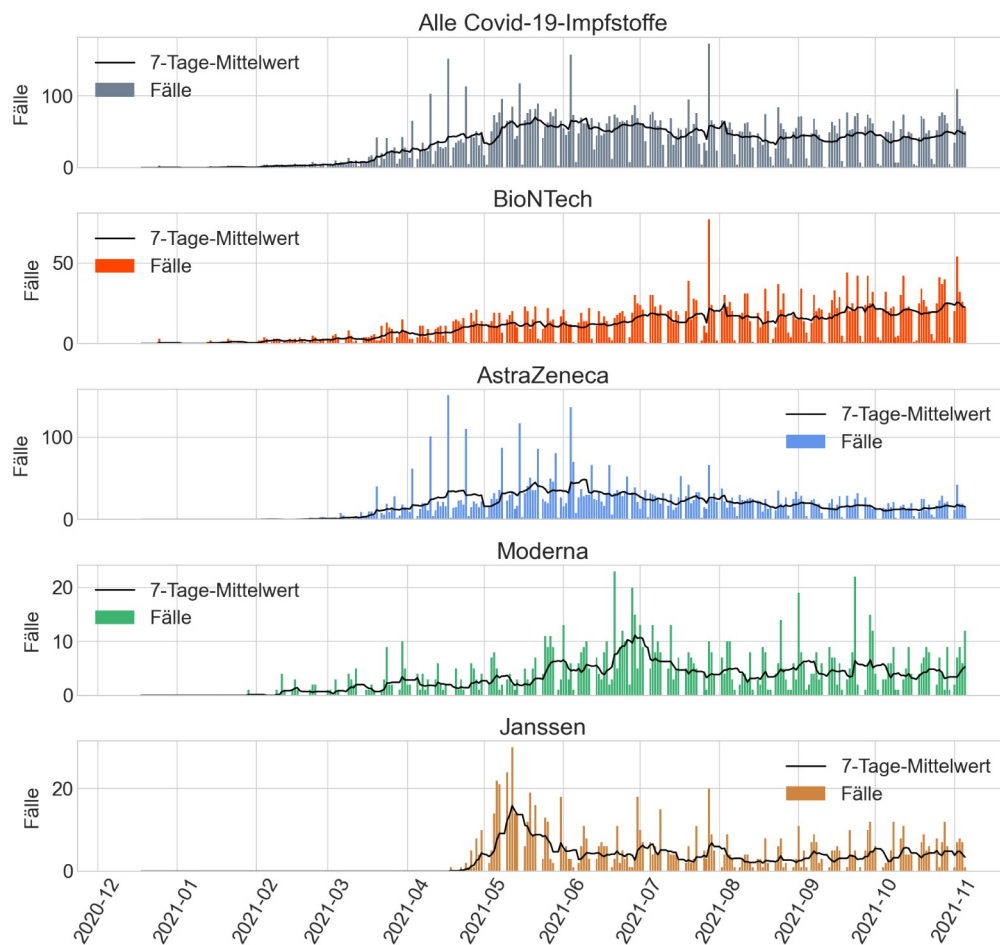 Alle Covid-19-Impfstoffe
7-Tage-Mittelwert
Fälle
Fälle
100
0
BioNTech
7-Tage-Mittelwert
Fälle
Fälle
50
0
AstraZeneca
7-Tage-Mittelwert
Fälle
Fälle
100
0
Moderna
7-Tage-Mittelwert
Fälle
Fälle
20
10
0
Janssen
7-Tage-Mittelwert
Fälle
Fälle
20
0
2020-12
2021-01
2021-02
2021-03
2021-04
2021-05
2021-06
2021-07
2021-08
2021-09
2021-10
2021-11